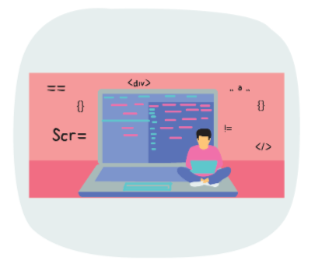 ==
<div>
.. a ..
{}
{}
Scr=
!=
</>